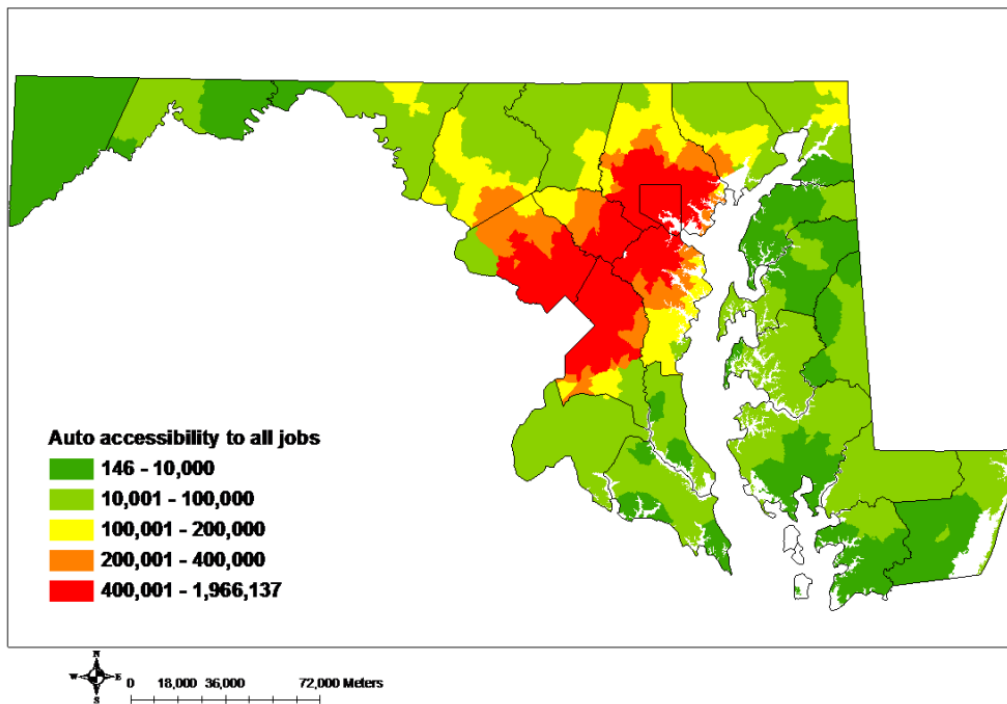 Auto accessibility to all jobs
146 - 10,000
10,001 - 100,000
100,001 - 200,000
200,001 - 400,000
400,001 - 1,966,137
N
W E
S
0 18,000 36,000 72,000 Meters